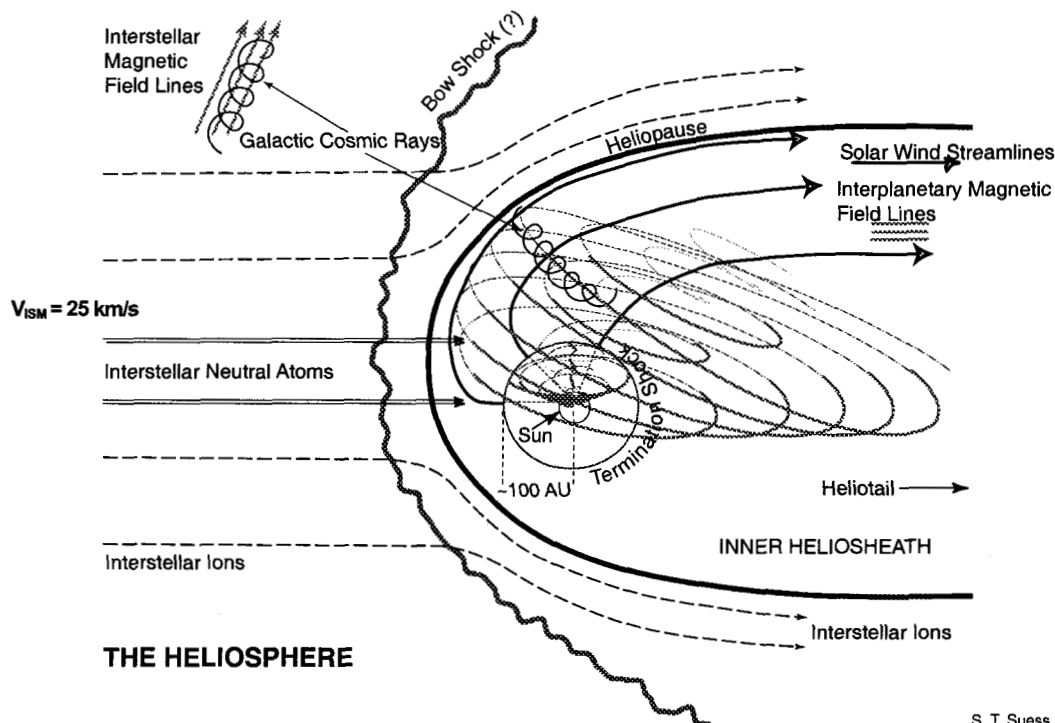 Interstellar
Magnetic
Field Lines
Bow Shock (?)
Galactic Cosmic Rays
Heliopause
Solar Wind Streamlines
Interplanetary Magnetic
Field Lines
V_ISM = 25 km/s
Interstellar Neutral Atoms
Sun
Termination Shock
~100 AU
Heliotail
INNER HELIOSHEATH
Interstellar Ions
Interstellar Ions
THE HELIOSPHERE
S. T. Suess